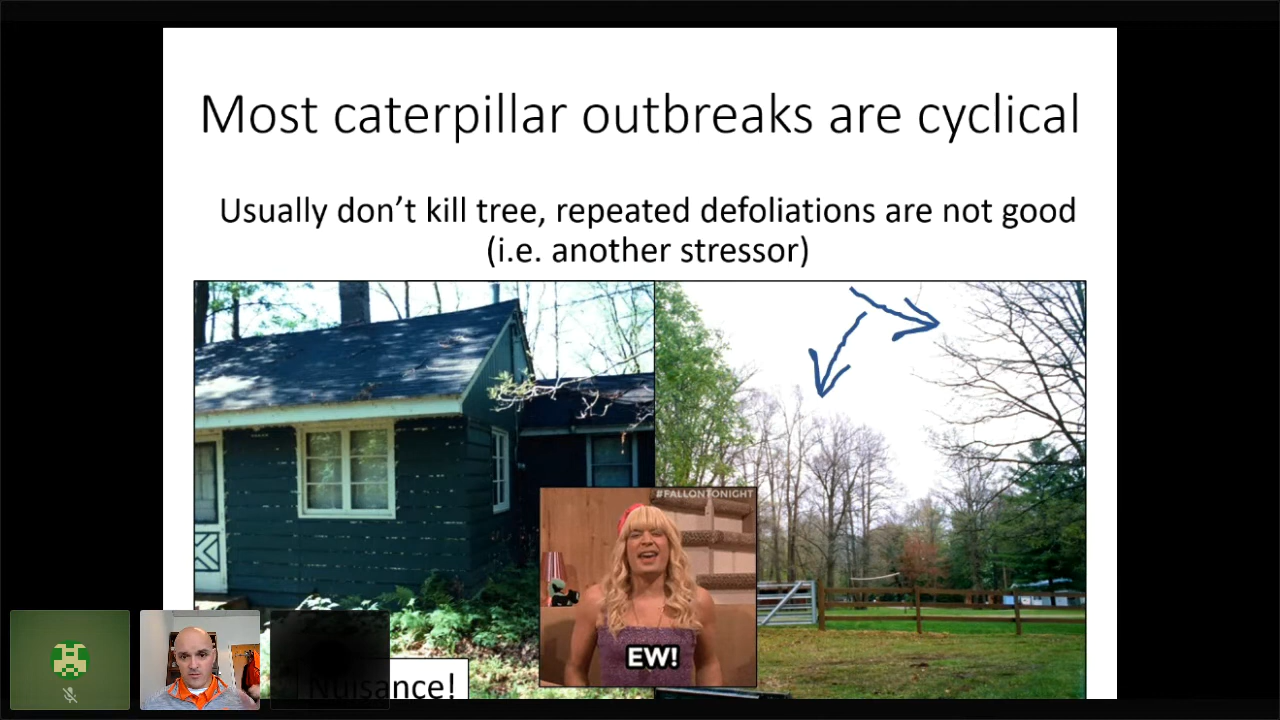 Most caterpillar outbreaks are cyclical
Usually don't kill tree, repeated defoliations are not good
(i.e. another stressor)
#FALLONTONIGHT
EW!
Nuisance!